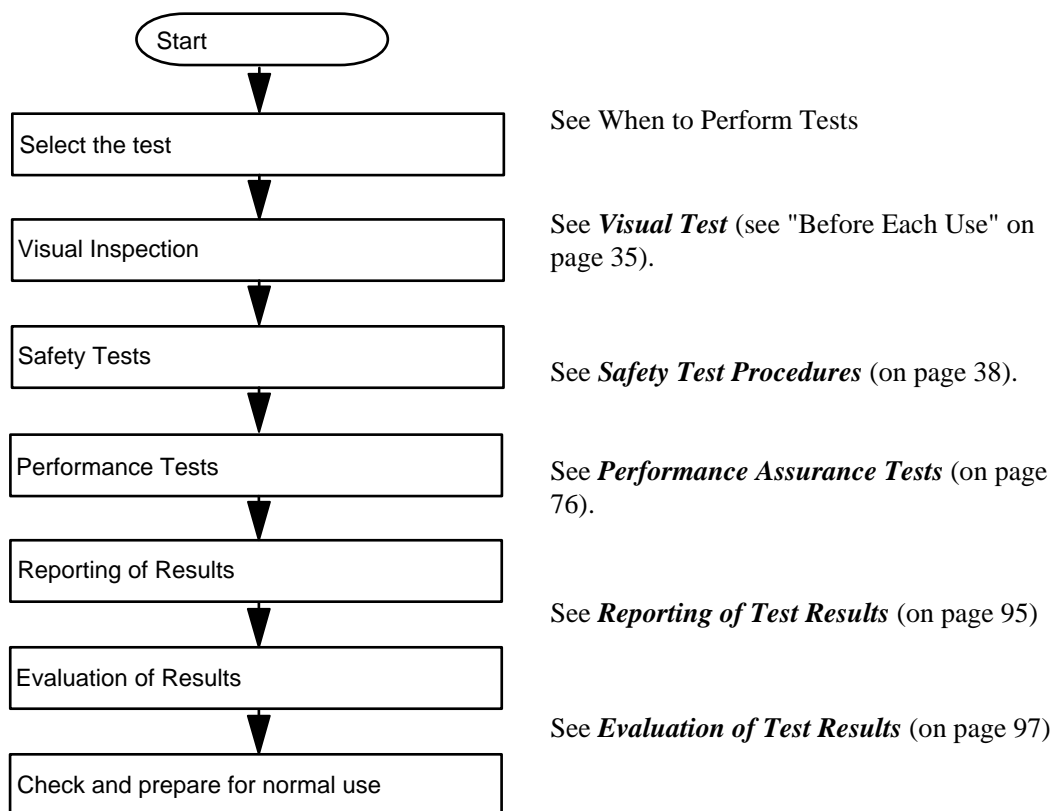 Start
Select the test
See When to Perform Tests
Visual Inspection
See Visual Test (see "Before Each Use" on
page 35).
Safety Tests
See Safety Test Procedures (on page 38).
Performance Tests
See Performance Assurance Tests (on page
76).
Reporting of Results
See Reporting of Test Results (on page 95)
Evaluation of Results
See Evaluation of Test Results (on page 97)
Check and prepare for normal use